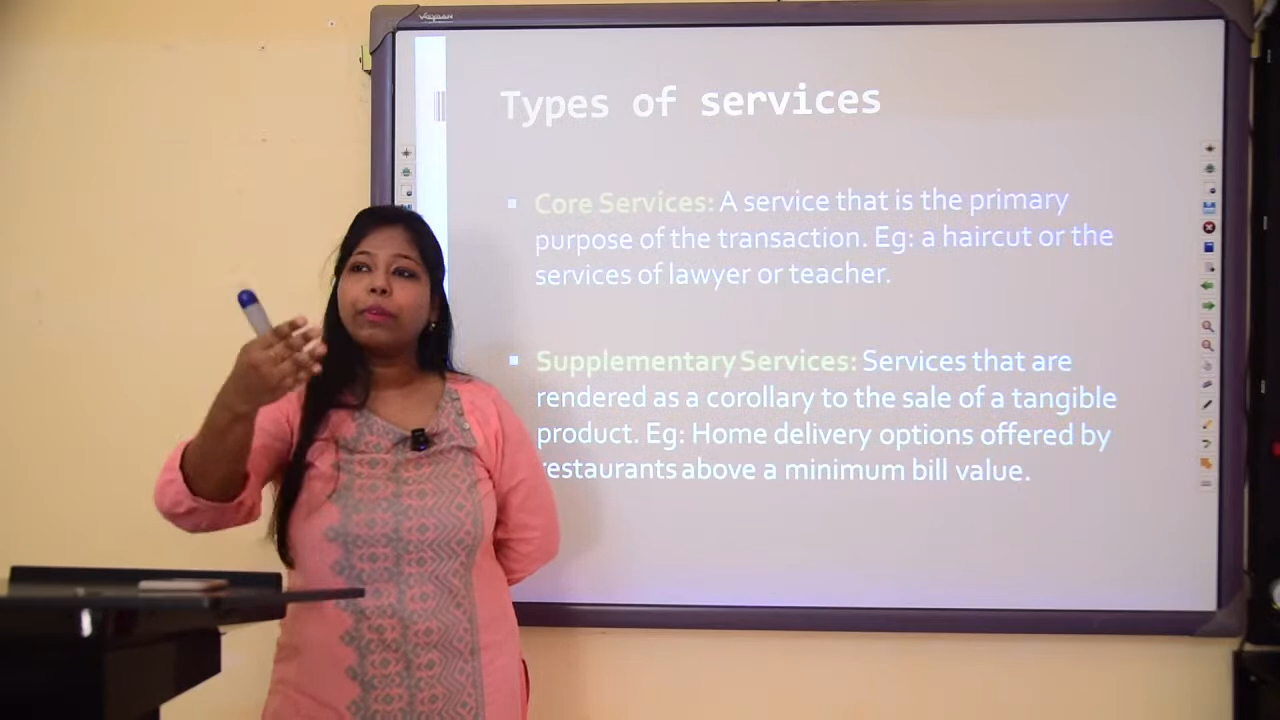 Types of services
Core Services: A service that is the primary
purpose of the transaction. Eg: a haircut or the
services of lawyer or teacher.
Supplementary Services: Services that are
rendered as a corollary to the sale of a tangible
product. Eg: Home delivery options offered by
restaurants above a minimum bill value.